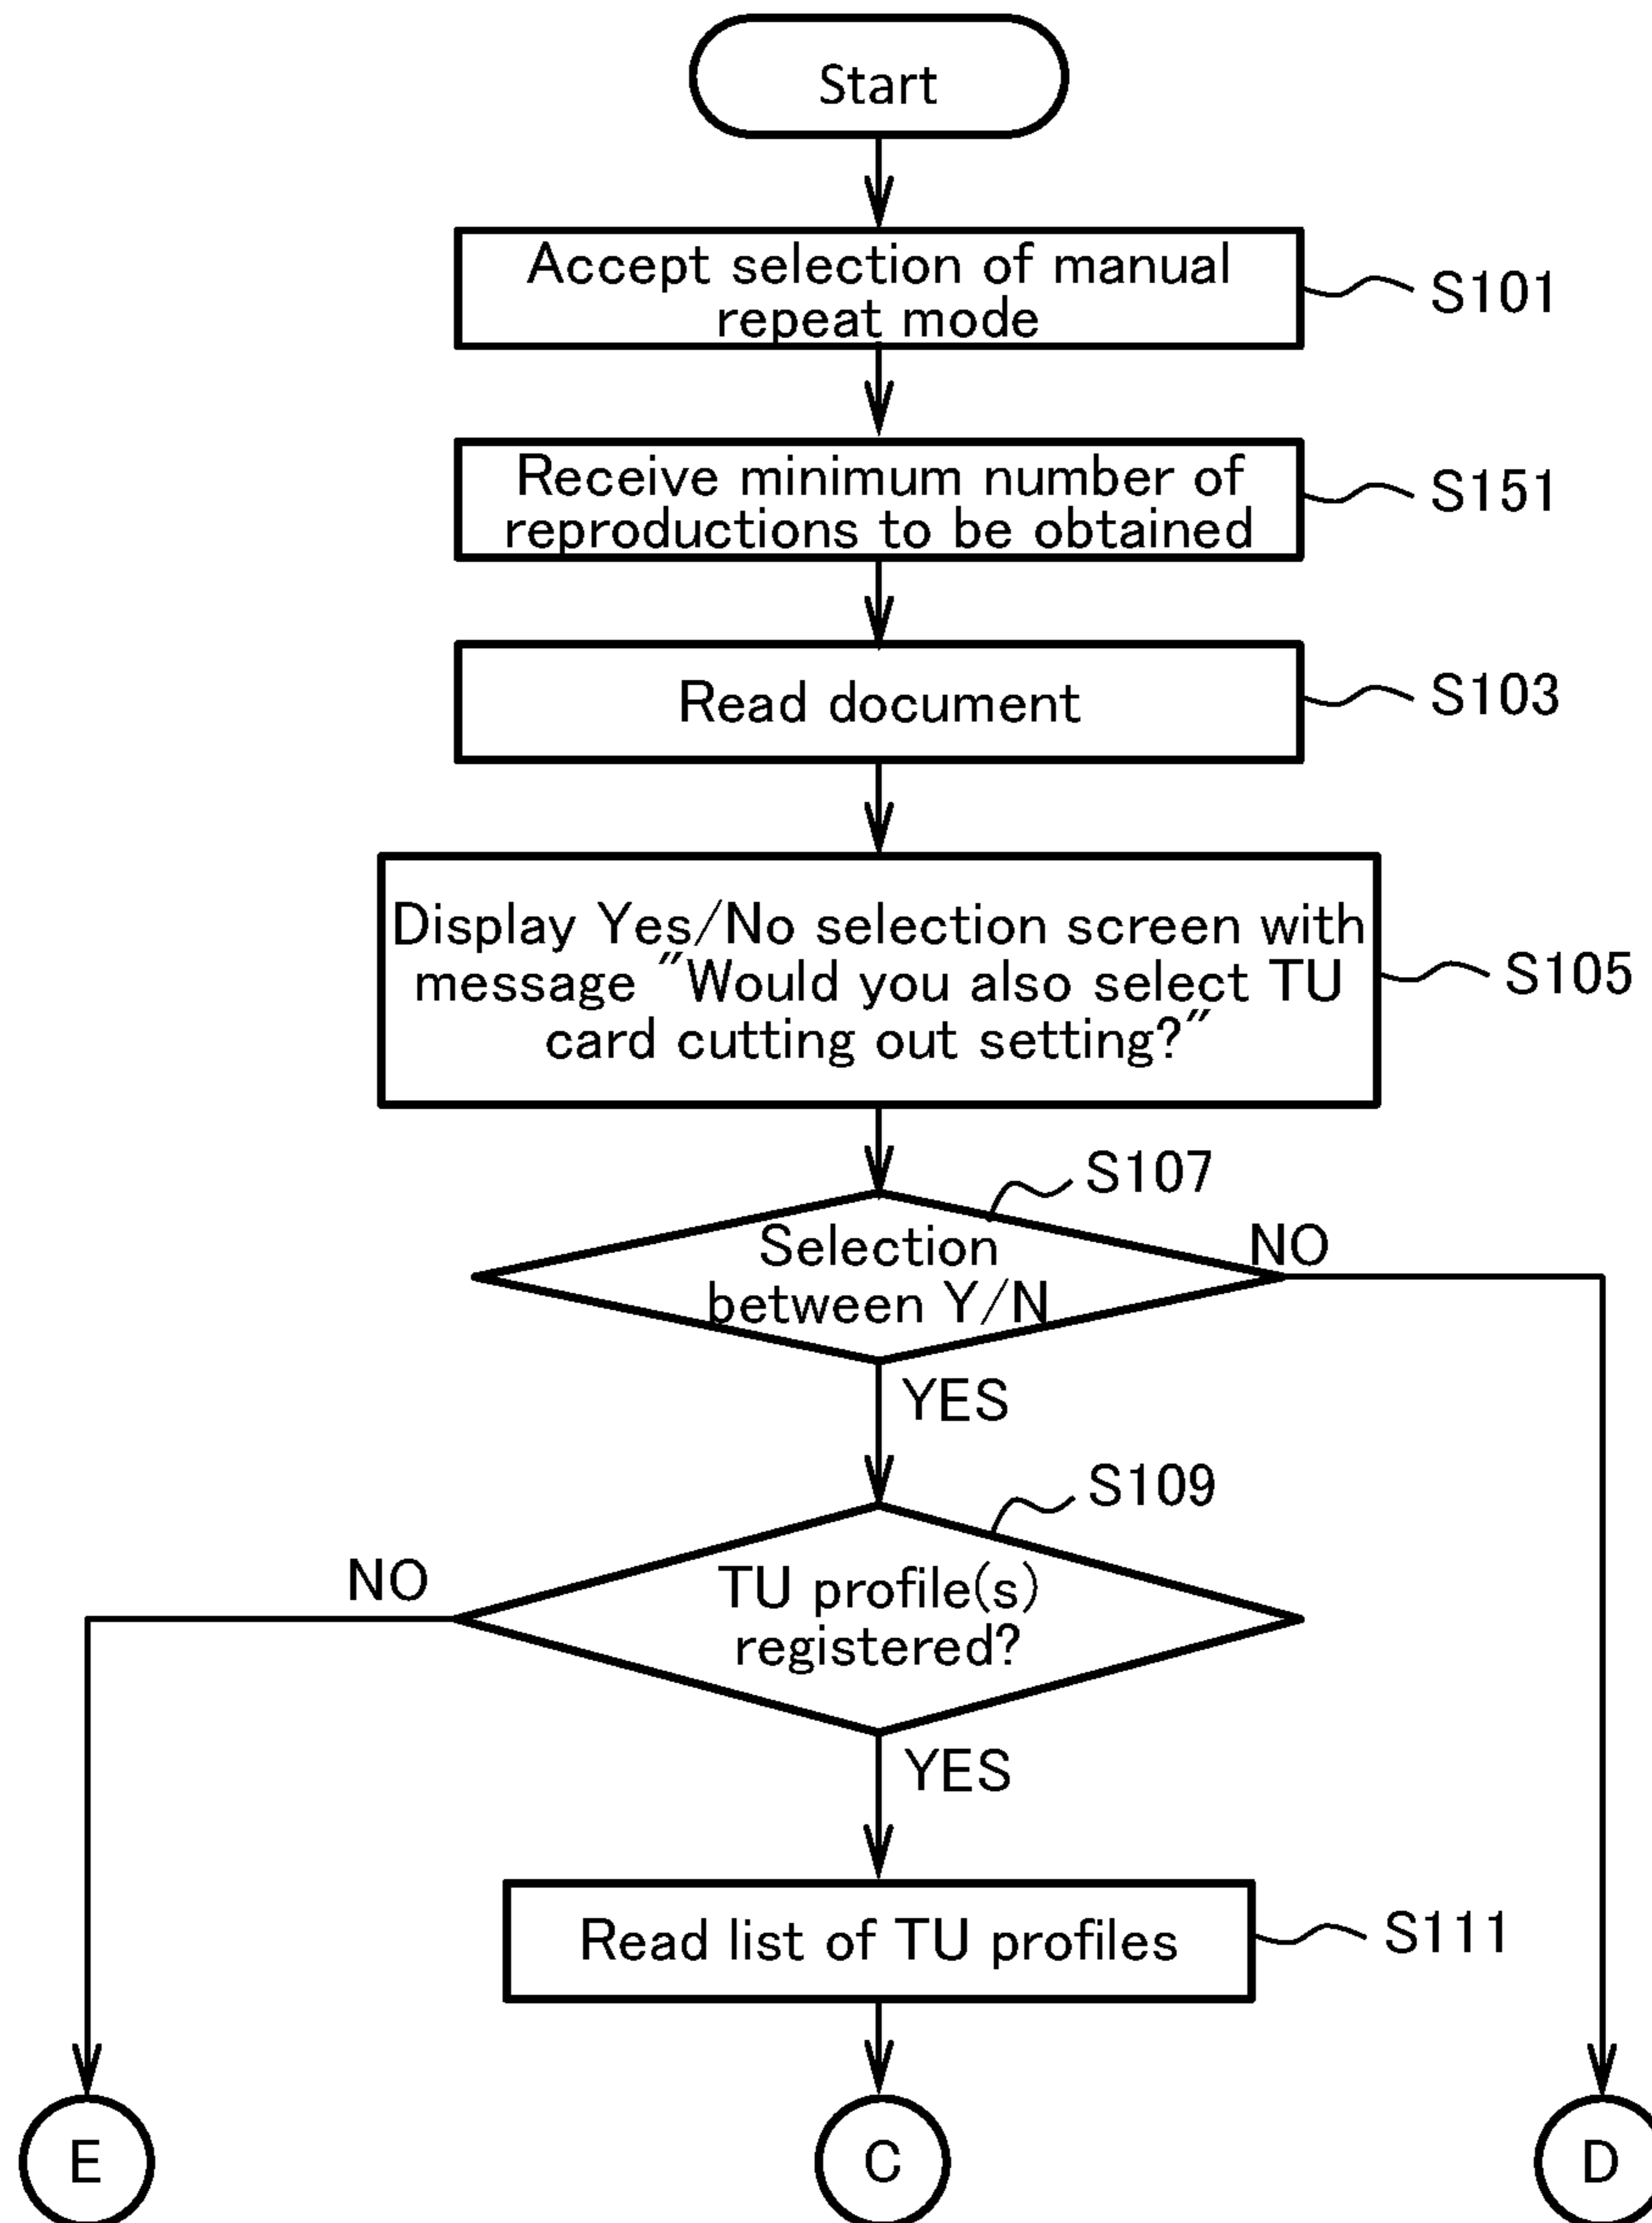 Start
Accept selection of manual
repeat mode
S101
Receive minimum number of
reproductions to be obtained
S151
Read document
S103
Display Yes/No selection screen with
message "Would you also select TU
card cutting out setting?"
S105
S107
Selection
between Y/N
NO
YES
S109
TU profile(s)
registered?
NO
YES
Read list of TU profiles
S111
E
C
D